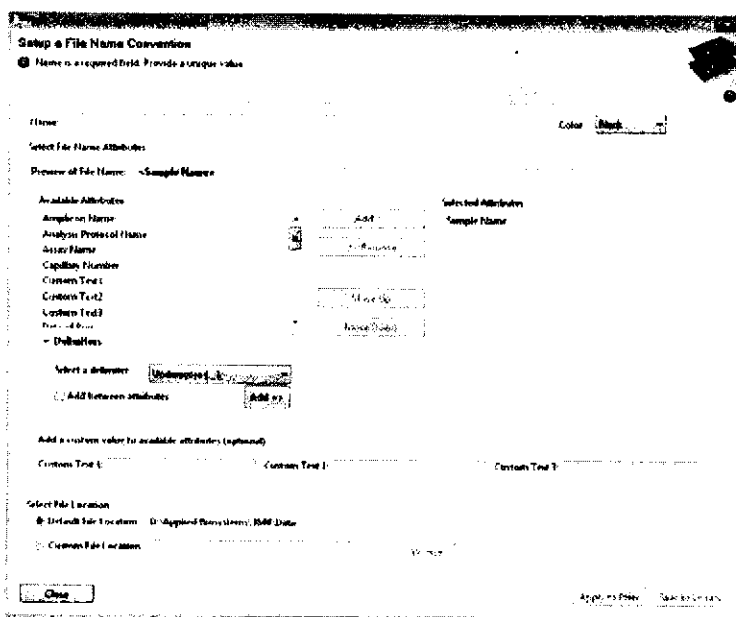 Setup a File Name Convention
Name is a required field. Provide a unique value
Name
Color Black
Select File Name Attributes
Preview of File Name: <Sample Name>
Available Attributes
Selected Attributes
Amplicon Name
Add
Sample Name
Analysis Protocol Name
Assay Name
Capillary Number
Custom Text1
Custom Text2
Move Up
Custom Text3
Delimiters
Select a delimiter
Add between attributes
Add >>
Add a custom value to available attributes (optional)
Custom Text 1:
Custom Text 2:
Custom Text 3:
Select File Location
Default File Location
Custom File Location
Close